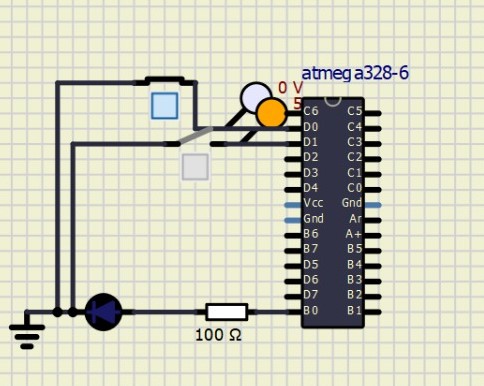 atmega328-6
0 V
5
C6 C5
D0 C4
D1 C3
D2 C2
D3 C1
D4 C0
Vcc Gnd
Gnd Ar
B6 A+
B7 B5
D5 B4
D6 B3
D7 B2
B0 B1
100 Ω